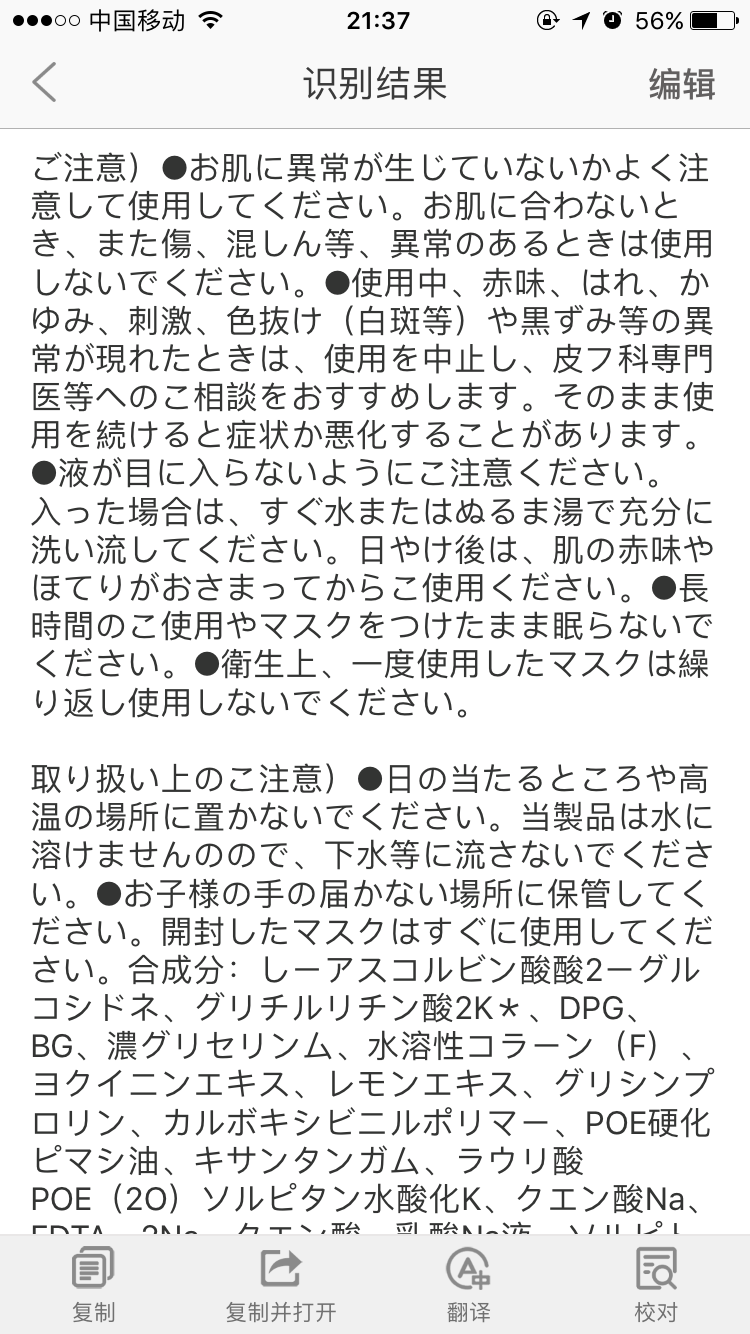 中国移动 21:37 56%
识别结果 编辑
ご注意）●お肌に異常が生じていないかよく注
意して使用してください。お肌に合わないと
き、また傷、混しん等、異常のあるときは使用
しないでください。●使用中、赤味、はれ、か
ゆみ、刺激、色抜け（白斑等）や黒ずみ等の異
常が現れたときは、使用を中止し、皮フ科専門
医等へのこ相談をおすすめします。そのまま使
用を続けると症状か悪化することがあります。
●液が目に入らないようにこ注意ください。
入った場合は、すぐ水またはぬるま湯で充分に
洗い流してください。日やけ後は、肌の赤味や
ほてりがおさまってからこ使用ください。●長
時間のこ使用やマスクをつけたまま眠らないで
ください。●衛生上、一度使用したマスクは繰
り返し使用しないでください。
取り扱い上のこ注意）●日の当たるところや高
温の場所に置かないでください。当製品は水に
溶けませんのので、下水等に流さないでくださ
い。●お子様の手の届かない場所に保管してく
ださい。開封したマスクはすぐに使用してくだ
さい。合成分：しーアスコルビン酸酸2ーグル
コシドネ、グリチルリチン酸2K＊、DPG、
BG、濃グリセリンム、水溶性コラーン（F）、
ヨクイニンエキス、レモンエキス、グリシンプ
ロリン、カルボキシビニルポリマー、POE硬化
ピマシ油、キサンタンガム、ラウリ酸
POE（2O）ソルピタン水酸化K、クエン酸Na、
EDTA、2Na、クエン酸、乳酸Na液、ソルピト
复制 复制并打开 翻译 校对